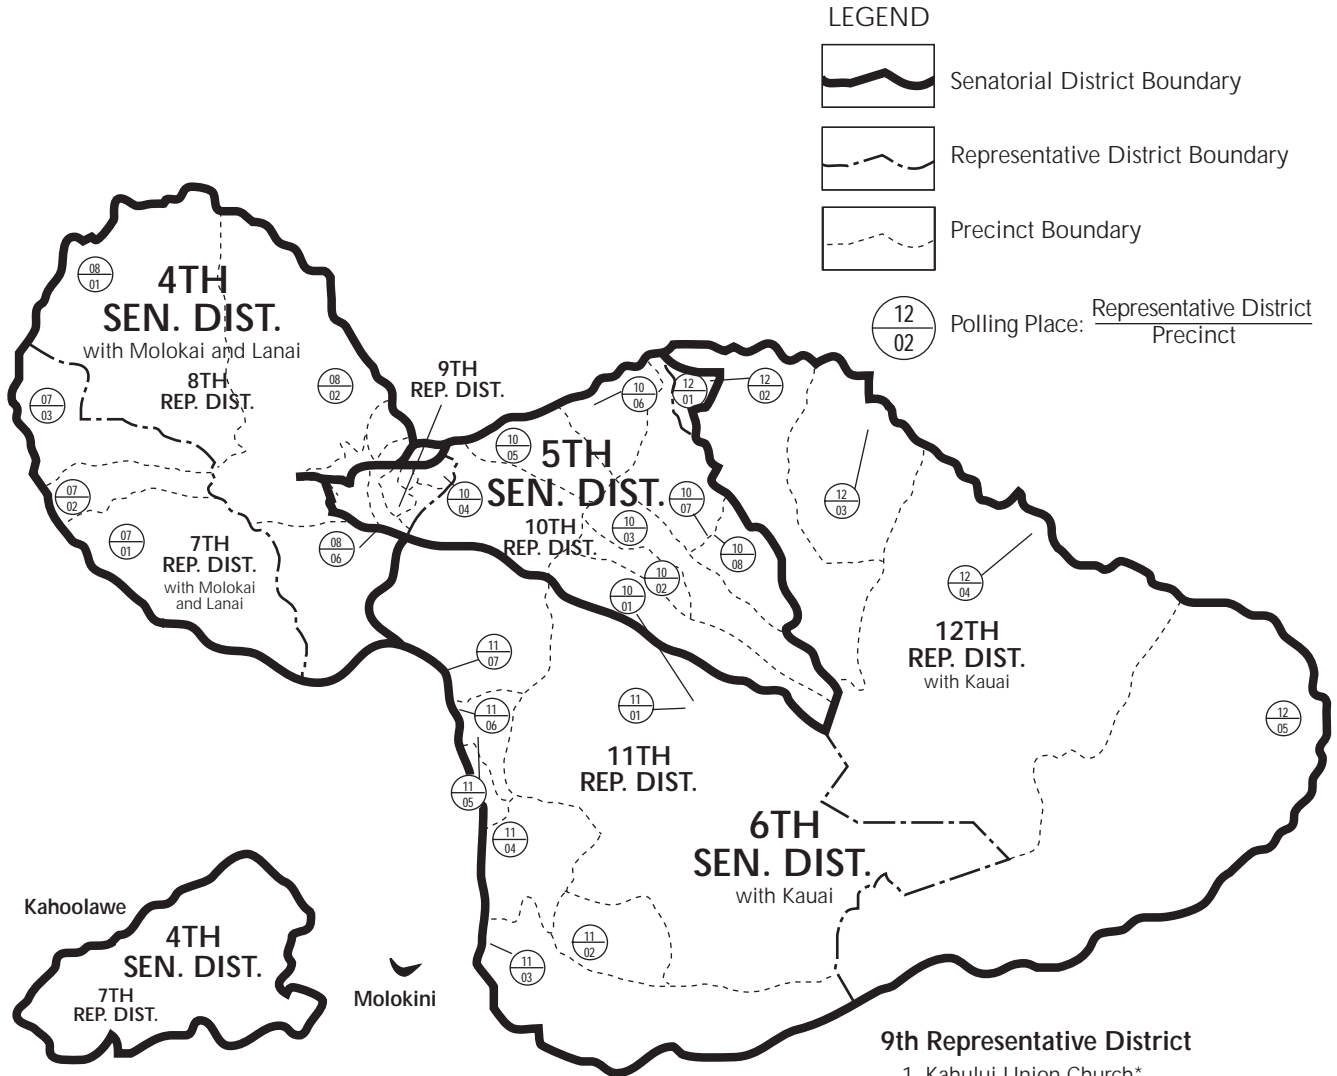 LEGEND
Senatorial District Boundary
Representative District Boundary
Precinct Boundary
12
02
Polling Place:
Representative District
Precinct
08
01
4TH
SEN. DIST.
with Molokai and Lanai
8TH
REP. DIST.
08
02
07
03
9TH
REP. DIST.
10
06
12
01
12
02
10
05
5TH
SEN. DIST.
10
04
10
07
12
03
07
02
10TH
REP. DIST.
10
03
07
01
7TH
REP. DIST.
with Molokai
and Lanai
08
06
10
08
10
02
10
01
12
04
12TH
REP. DIST.
with Kauai
11
07
11
06
11
01
12
05
11TH
REP. DIST.
11
05
11
04
6TH
SEN. DIST.
with Kauai
Kahoolawe
4TH
SEN. DIST.
7TH
REP. DIST.
Molokini
11
02
11
03
9th Representative District
1. Kahului Union Church*